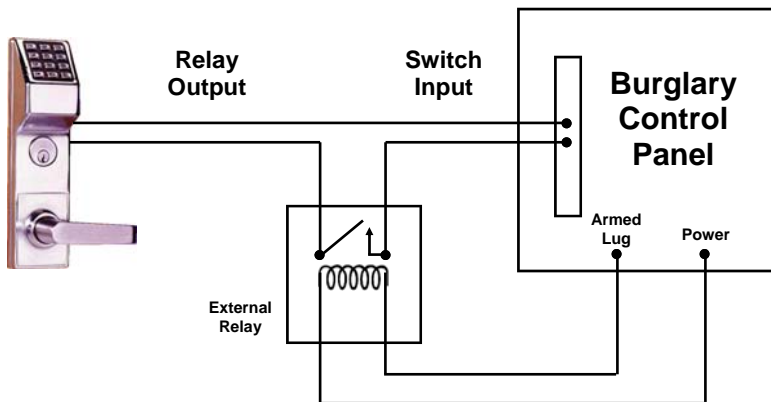 Relay
Output
Switch
Input
Burglary
Control
Panel
Armed
Lug
Power
External
Relay